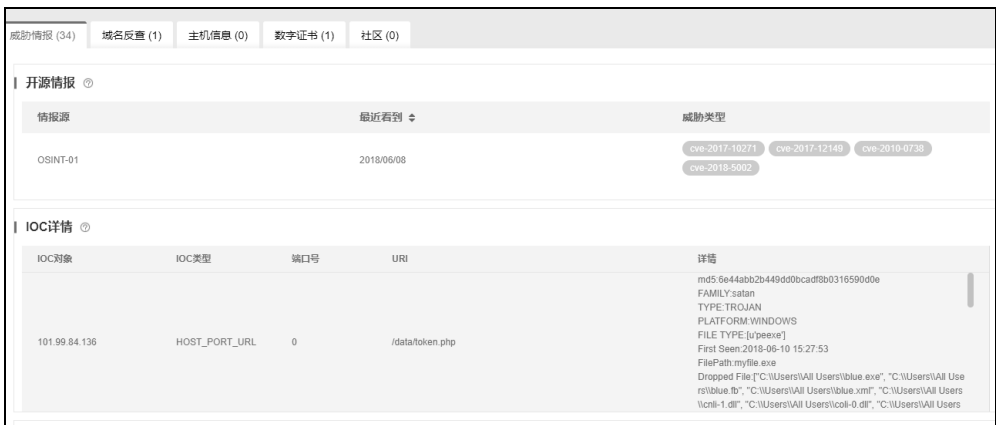 威胁情报 (34) 域名反查 (1) 主机信息 (0) 数字证书 (1) 社区 (0)
开源情报
情报源 最近看到 威胁类型
OSINT-01 2018/06/08 cve-2017-10271 cve-2017-12149 cve-2010-0738
cve-2018-5002
IOC详情
IOC对象 IOC类型 端口号 URI 详情
md5:6e44abb2b449dd0bcadf8b0316590d0e
FAMILY:satan
TYPE:TROJAN
PLATFORM:WINDOWS
FILE TYPE:[u'peexe']
101.99.84.136 HOST_PORT_URL 0 /data/token.php
First Seen:2018-06-10 15:27:53
FilePath:myfile.exe
Dropped File:["C:\\Users\\All Users\\blue.exe", "C:\\Users\\All Use
rs\\blue.fb", "C:\\Users\\All Users\\blue.xml", "C:\\Users\\All Users
\\cnli-1.dll", "C:\\Users\\All Users\\coli-0.dll", "C:\\Users\\All Users